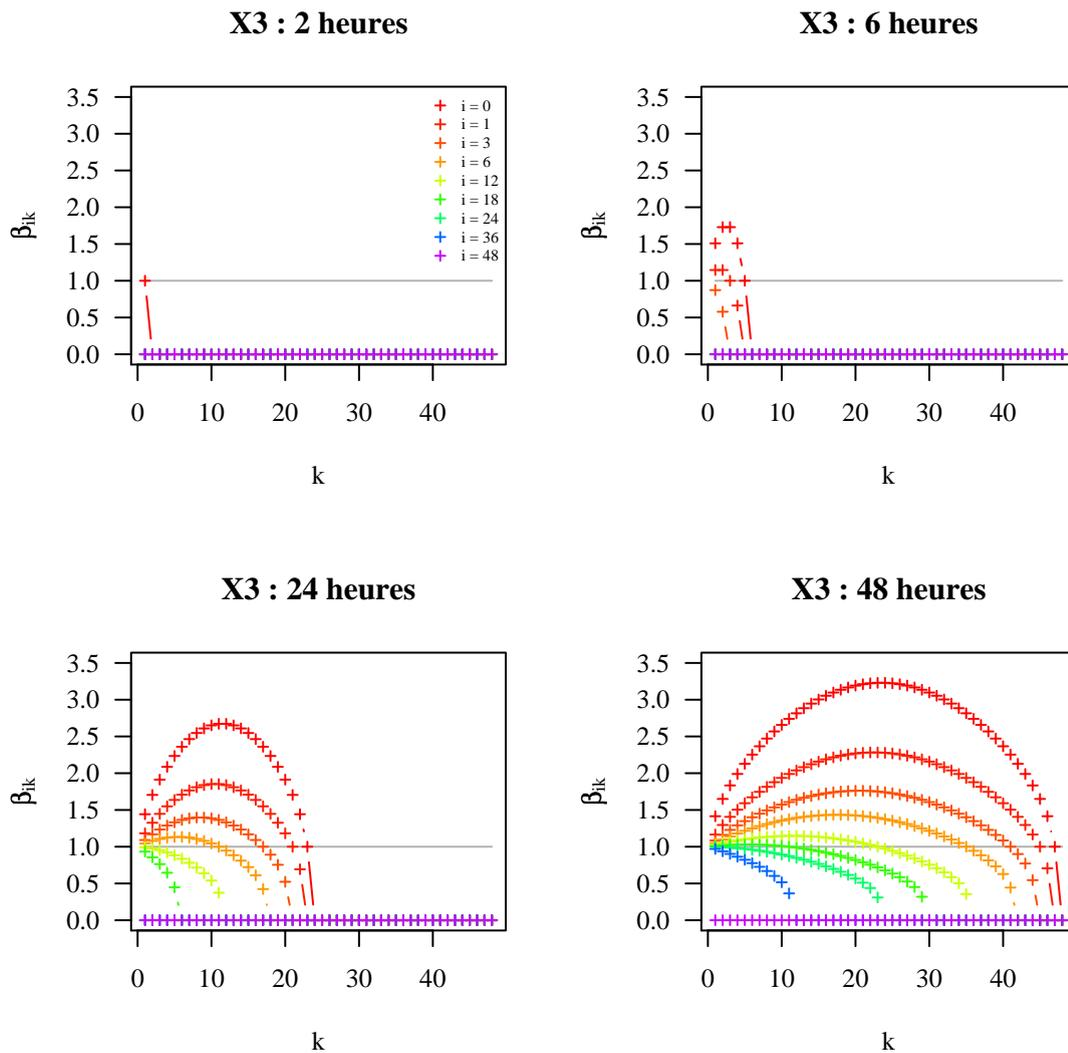 X3 : 2 heures
X3 : 6 heures
3.5
3.0
2.5
2.0
1.5
1.0
0.5
0.0
βik
i = 0
i = 1
i = 3
i = 6
i = 12
i = 18
i = 24
i = 36
i = 48
0 10 20 30 40
k
3.5
3.0
2.5
2.0
1.5
1.0
0.5
0.0
βik
0 10 20 30 40
k
X3 : 24 heures
X3 : 48 heures
3.5
3.0
2.5
2.0
1.5
1.0
0.5
0.0
βik
0 10 20 30 40
k
3.5
3.0
2.5
2.0
1.5
1.0
0.5
0.0
βik
0 10 20 30 40
k